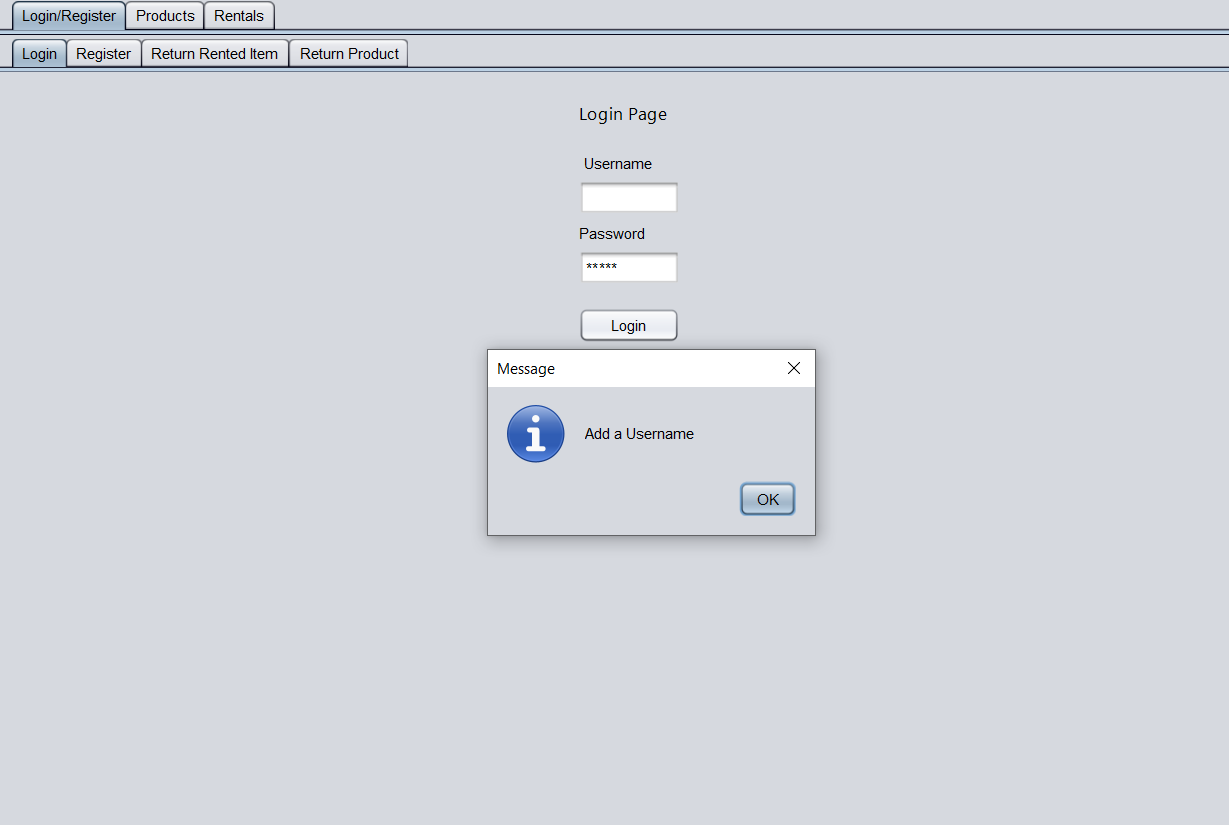 Login/Register Products Rentals
Login Register Return Rented Item Return Product
Login Page
Username
Password
*****
Login
Message
Add a Username
OK